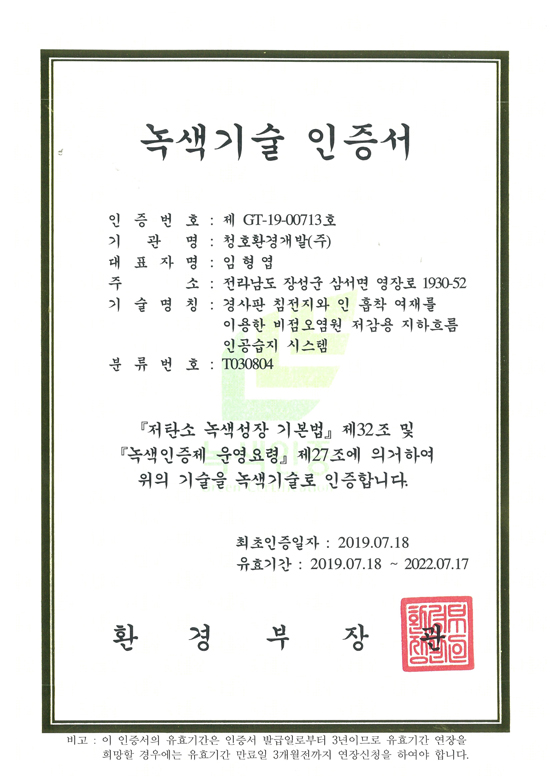 녹색기술 인증서
인 증 번 호 : 제 GT-19-00713호
기 관 명 : 청호환경개발(주)
대 표 자 명 : 임 형 엽
주 소 : 전라남도 장성군 삼서면 영장로 1930-52
기 술 명 칭 : 경사판 침전지와 인 흡착 여재를
이용한 비점오염원 저감용 지하흐름
인공습지 시스템
분 류 번 호 : T030804
『저탄소 녹색성장 기본법』 제32조 및
『녹색인증제 운영요령』 제27조에 의거하여
위의 기술을 녹색기술로 인증합니다.
녹색인증
최초인증일자 : 2019.07.18
유효기간 : 2019.07.18 ~ 2022.07.17
환 경 부 장 관
비고 : 이 인증서의 유효기간은 인증서 발급일로부터 3년이므로 유효기간 연장을
희망할 경우에는 유효기간 만료일 3개월전까지 연장신청을 하여야 합니다.